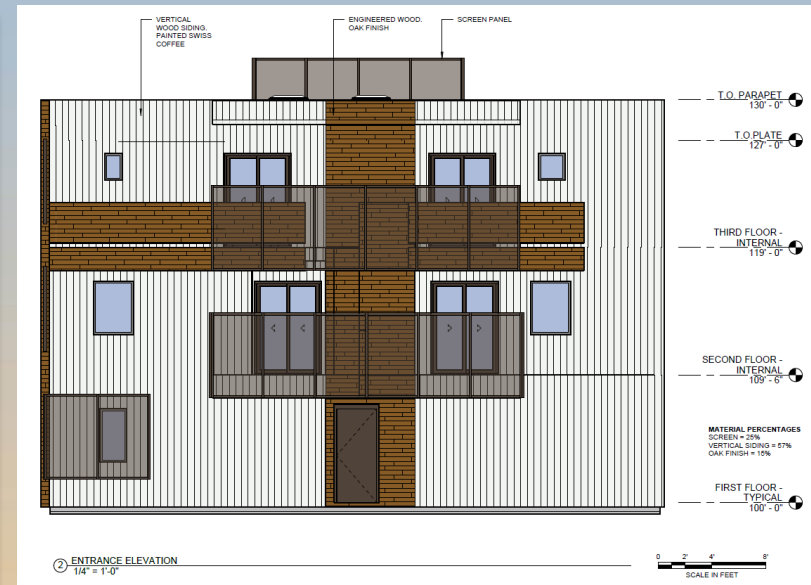 VERTICAL
WOOD SIDING.
PAINTED SWISS
COFFEE
ENGINEERED WOOD.
OAK FINISH
SCREEN PANEL
T.O. PARAPET
130' - 0"
T.O.PLATE
127' - 0"
THIRD FLOOR -
INTERNAL
119' - 0"
SECOND FLOOR -
INTERNAL
109' - 6"
MATERIAL PERCENTAGES
SCREEN = 25%
VERTICAL SIDING = 57%
OAK FINISH = 18%
FIRST FLOOR -
TYPICAL
100' - 0"
2 ENTRANCE ELEVATION
1/4" = 1'-0"
0 2' 4' 8'
SCALE IN FEET